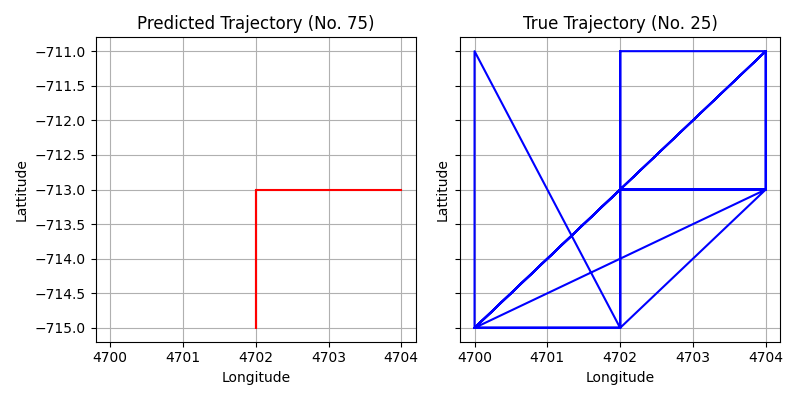 Predicted Trajectory (No. 75)
−711.0
−711.5
−712.0
−712.5
−713.0
−713.5
−714.0
−714.5
−715.0
Lattitude
4700 4701 4702 4703 4704
Longitude
True Trajectory (No. 25)
Lattitude
4700 4701 4702 4703 4704
Longitude